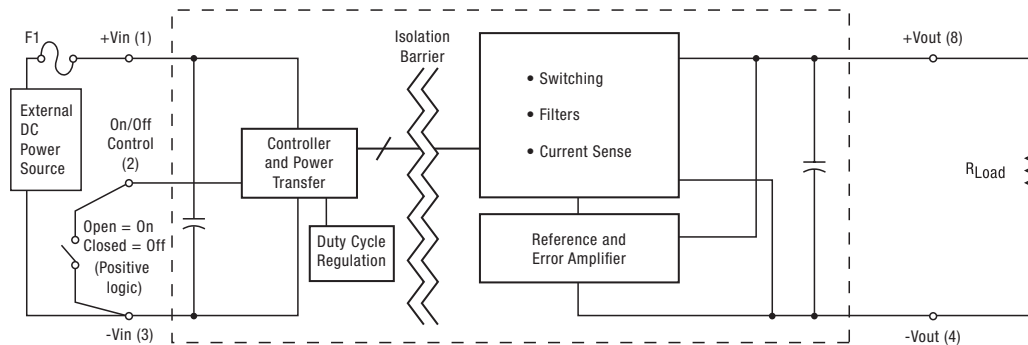 F1
+Vin (1)
External
DC
Power
Source
On/Off
Control
(2)
Open = On
Closed = Off
(Positive
logic)
-Vin (3)
Controller
and Power
Transfer
Duty Cycle
Regulation
Isolation
Barrier
• Switching
• Filters
• Current Sense
Reference and
Error Amplifier
+Vout (8)
RLoad
-Vout (4)